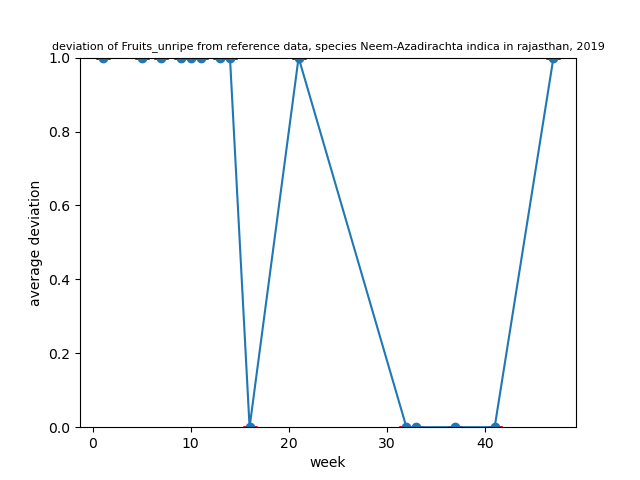 deviation of Fruits_unripe from reference data, species Neem-Azadirachta indica in rajasthan, 2019
1.0
0.8
0.6
0.4
0.2
0.0
average deviation
0 10 20 30 40
week